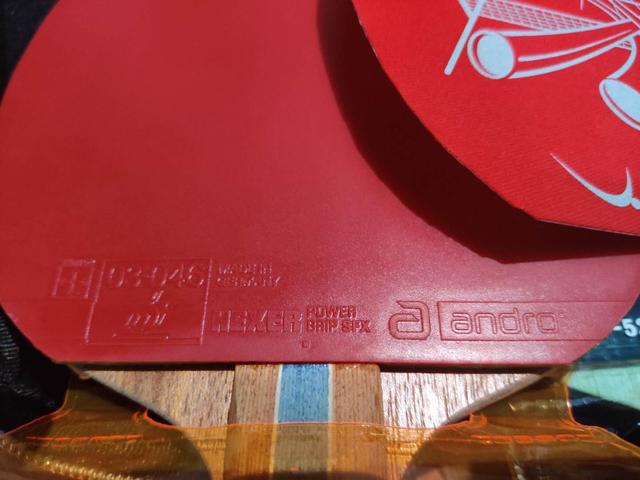 03-046
MADE IN
GERMANY
HEXER
POWER
GRIP SFX
a
andro